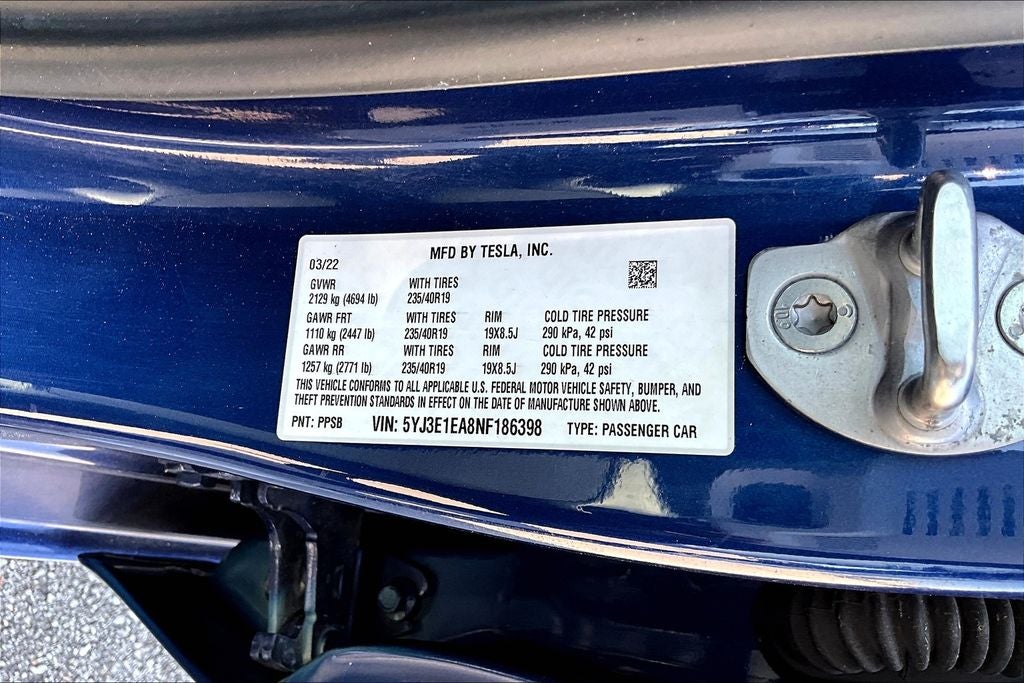 MFD BY TESLA, INC.
03/22
GVWR WITH TIRES
2129 kg (4694 lb) 235/40R19
GAWR FRT WITH TIRES RIM COLD TIRE PRESSURE
1110 kg (2447 lb) 235/40R19 19X8.5J 290 kPa, 42 psi
GAWR RR WITH TIRES RIM COLD TIRE PRESSURE
1257 kg (2771 lb) 235/40R19 19X8.5J 290 kPa, 42 psi
THIS VEHICLE CONFORMS TO ALL APPLICABLE U.S. FEDERAL MOTOR VEHICLE SAFETY, BUMPER, AND
THEFT PREVENTION STANDARDS IN EFFECT ON THE DATE OF MANUFACTURE SHOWN ABOVE.
PNT: PPSB VIN: 5YJ3E1EA8NF186398 TYPE: PASSENGER CAR